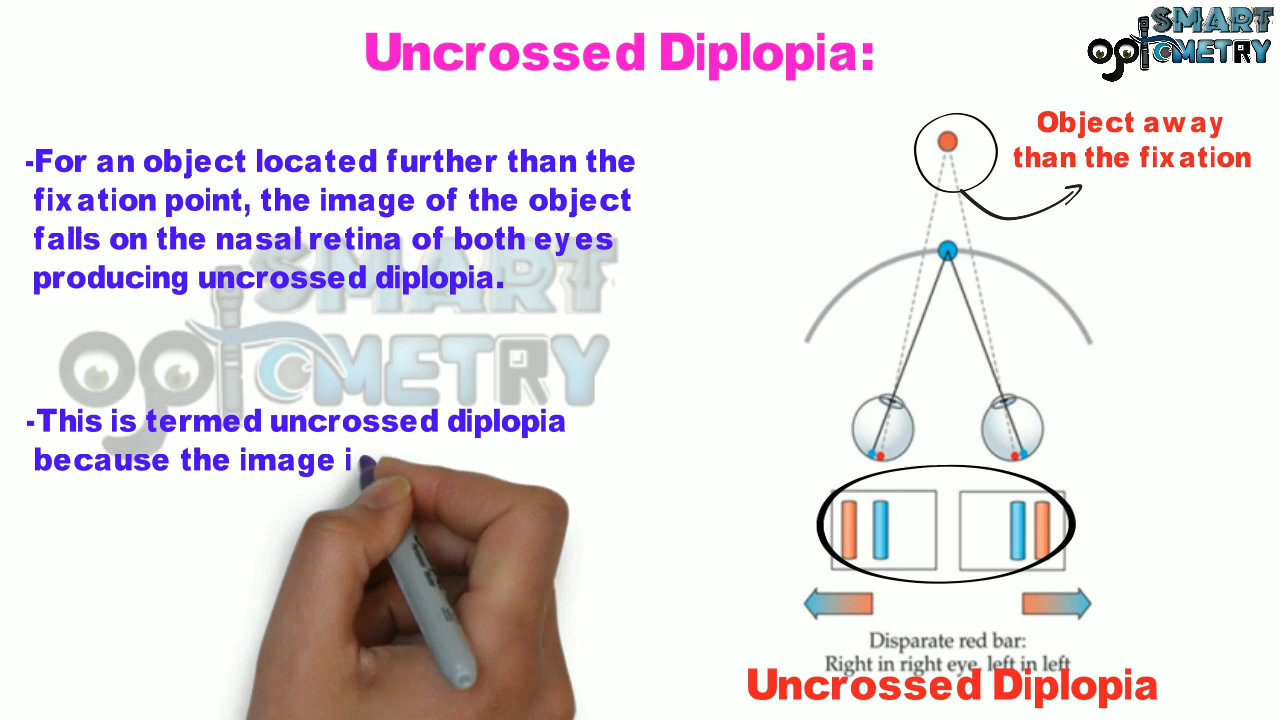 Uncrossed Diplopia:
SMART
OPTOMETRY
Object away
than the fixation
-For an object located further than the
fixation point, the image of the object
falls on the nasal retina of both eyes
producing uncrossed diplopia.
SMART
OPTOMETRY
-This is termed uncrossed diplopia
because the image i
Disparate red bar:
Right in right eye, left in left
Uncrossed Diplopia